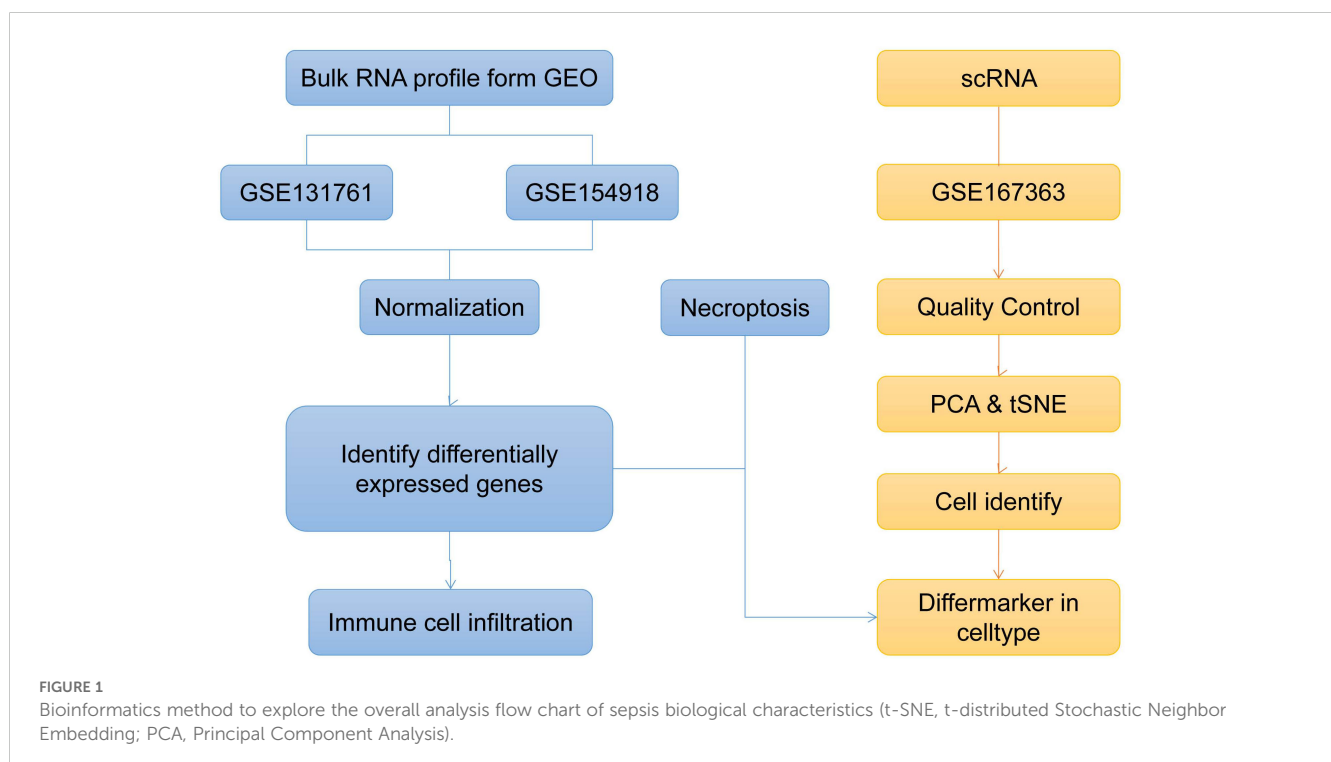 Bulk RNA profile form GEO
scRNA
GSE131761
GSE154918
GSE167363
Normalization
Necroptosis
Quality Control
PCA & tSNE
Identify differentially
expressed genes
Cell identify
Immune cell infiltration
Differmarker in
celltype
FIGURE 1
Bioinformatics method to explore the overall analysis flow chart of sepsis biological characteristics (t-SNE, t-distributed Stochastic Neighbor
Embedding; PCA, Principal Component Analysis).